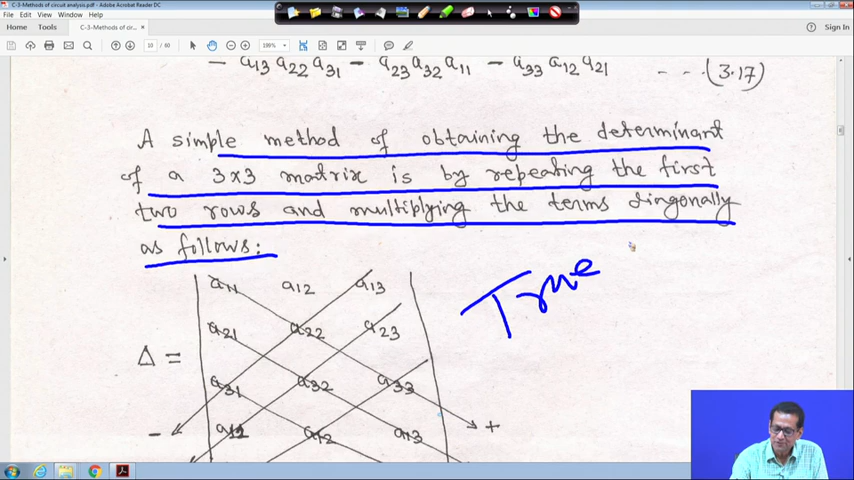 C-3-Methods of circuit analysis.pdf - Adobe Acrobat Reader DC
File Edit View Window Help
Home Tools C-3-Methods of cir... × Sign In
10 / 60 199%
- a13 a22 a31 - a23 a32 a11 - a33 a12 a21 --- (3.17)
A simple method of obtaining the determinant
of a 3x3 matrix is by repeating the first
two rows and multiplying the terms diagonally
as follows:
True
a11 a12 a13
a21 a22 a23
Δ =
a31 a32 a33
- a11 a12 a13 +